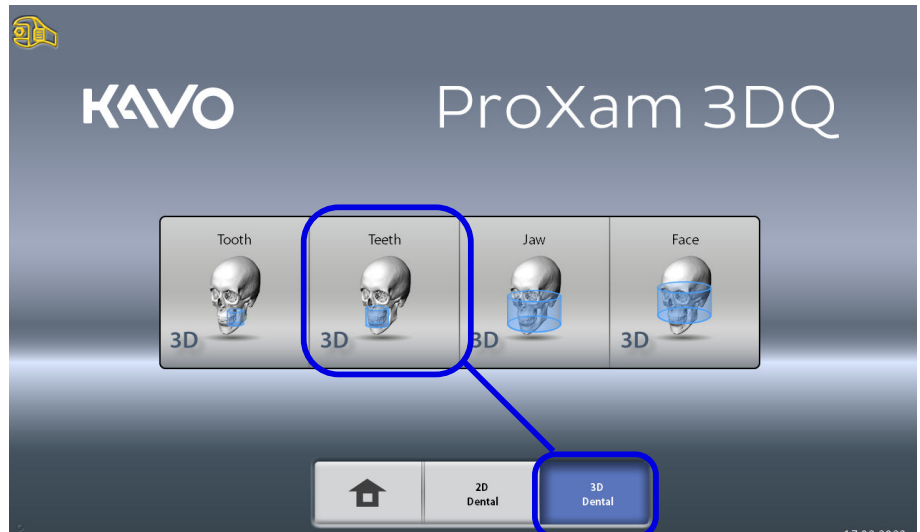 KAVO
ProXam 3DQ
Tooth
Teeth
Jaw
Face
3D
3D
3D
3D
2D
Dental
3D
Dental